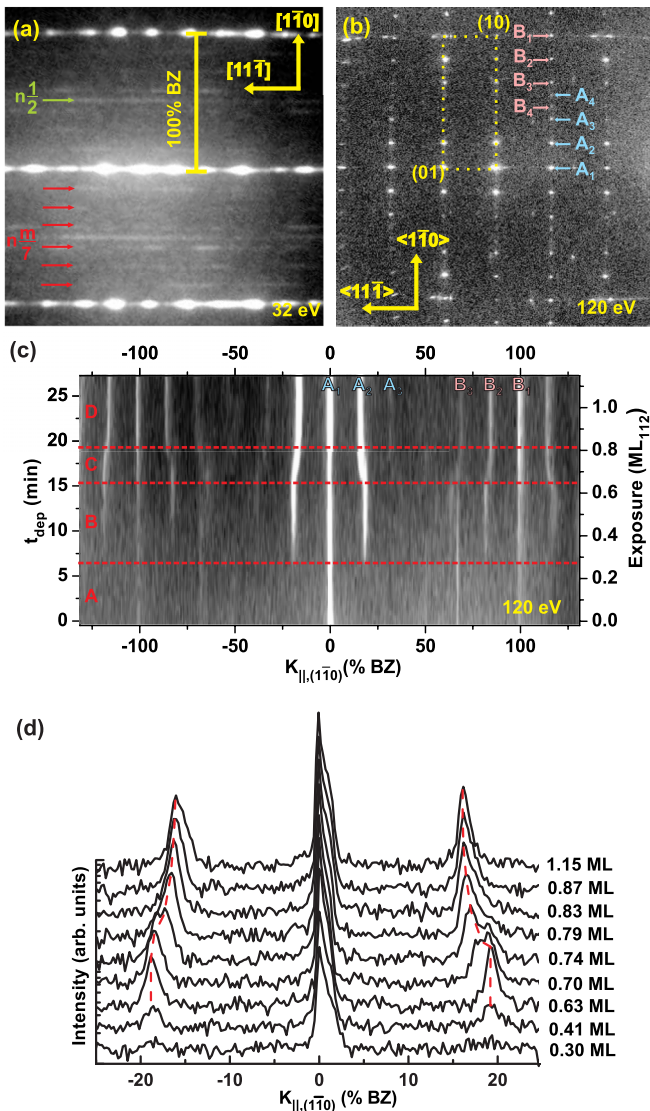 (a)
[11̄0]
[111̄]
n 1/2
100% BZ
n m/7
32 eV
(b)
(10)
B1
B2
B3
B4
A4
A3
A2
A1
(01)
<11̄0>
<111̄>
120 eV
(c)
-100 -50 0 50 100
25
20
15
10
5
0
t_dep (min)
D
C
B
A
A1 A2 A3 B3 B2 B1
120 eV
1.0
0.8
0.6
0.4
0.2
0.0
Exposure (ML112)
-100 -50 0 50 100
K||,(11̄0)(% BZ)
(d)
Intensity (arb. units)
1.15 ML
0.87 ML
0.83 ML
0.79 ML
0.74 ML
0.70 ML
0.63 ML
0.41 ML
0.30 ML
-20 -10 0 10 20
K||,(11̄0)(% BZ)